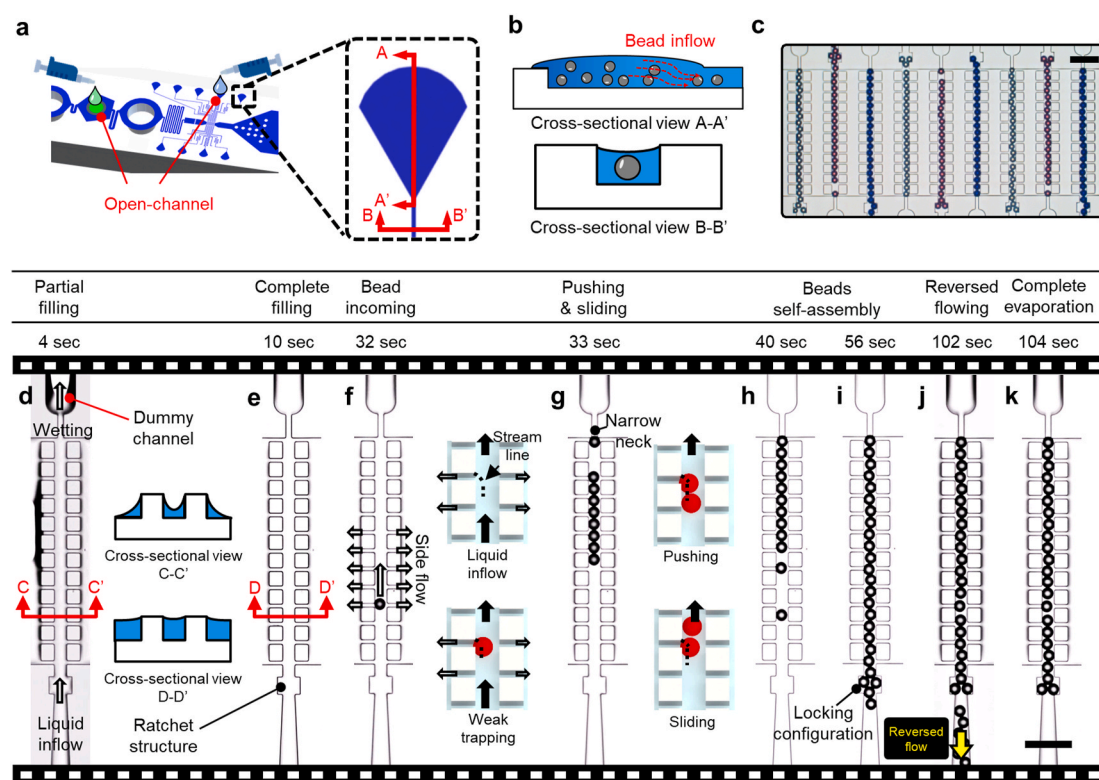 a
Open-channel
A
A’
B
B’
b
Bead inflow
Cross-sectional view A-A’
Cross-sectional view B-B’
c
Partial
filling
Complete
filling
Bead
incoming
Pushing
& sliding
Beads
self-assembly
Reversed
flowing
Complete
evaporation
4 sec
10 sec
32 sec
33 sec
40 sec
56 sec
102 sec
104 sec
d
Wetting
Dummy
channel
Cross-sectional view
C-C’
C
C’
Cross-sectional view
D-D’
Liquid
inflow
e
D
D’
Ratchet
structure
f
Side flow
Stream
line
Liquid
inflow
Weak
trapping
g
Narrow
neck
Pushing
Sliding
h
i
Locking
configuration
j
Reversed
flow
k